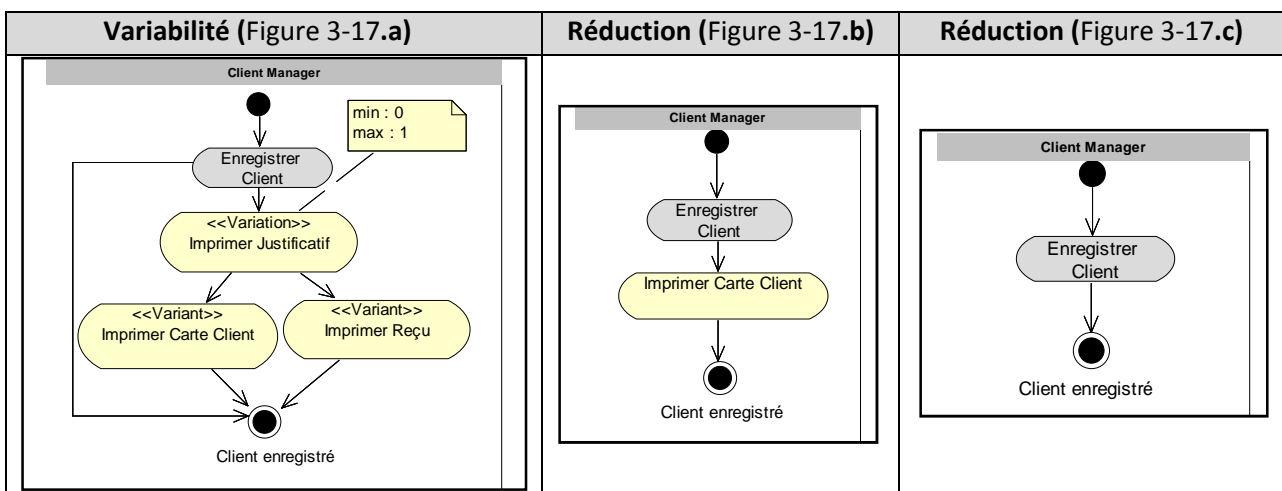 Variabilité (Figure 3-17.a)
Réduction (Figure 3-17.b)
Réduction (Figure 3-17.c)
Client Manager
min : 0
max : 1
Enregistrer
Client
<<Variation>>
Imprimer Justificatif
<<Variant>>
Imprimer Carte Client
<<Variant>>
Imprimer Reçu
Client enregistré
Client Manager
Enregistrer
Client
Imprimer Carte Client
Client enregistré
Client Manager
Enregistrer
Client
Client enregistré